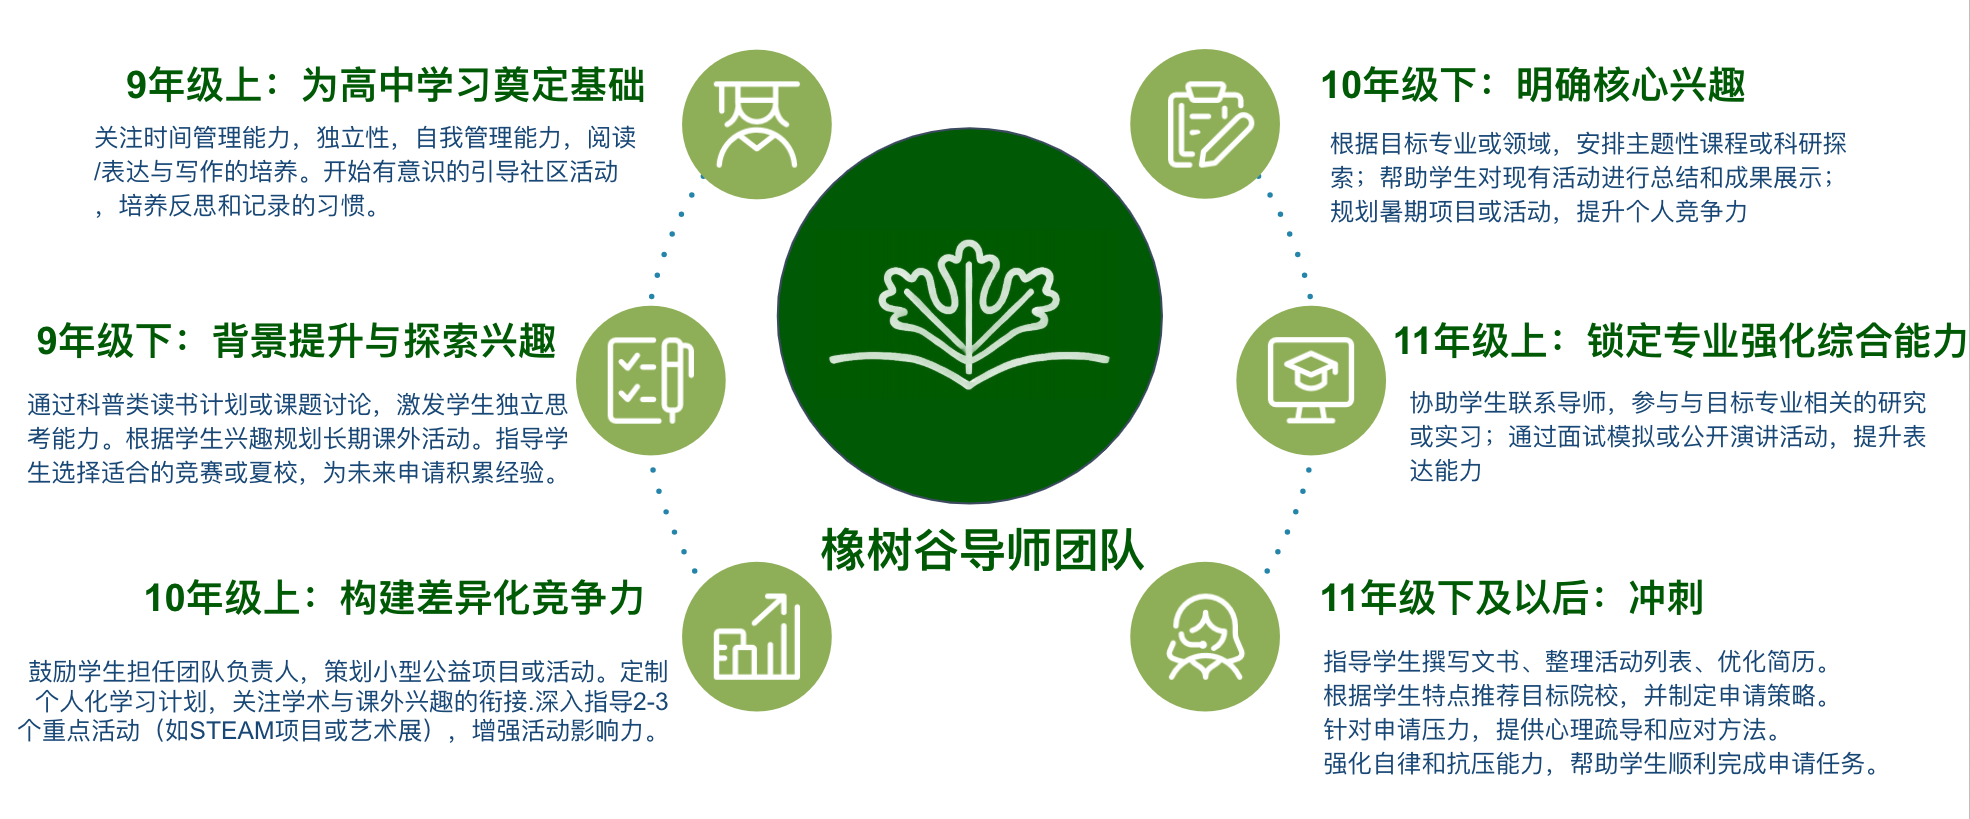 9年级上：为高中学习奠定基础
关注时间管理能力，独立性，自我管理能力，阅读
/表达与写作的培养。开始有意识的引导社区活动
，培养反思和记录的习惯。
9年级下：背景提升与探索兴趣
通过科普类读书计划或课题讨论，激发学生独立思
考能力。根据学生兴趣规划长期课外活动。指导学
生选择适合的竞赛或夏校，为未来申请积累经验。
10年级上：构建差异化竞争力
鼓励学生担任团队负责人，策划小型公益项目或活动。定制
个人化学习计划，关注学术与课外兴趣的衔接.深入指导2-3
个重点活动（如STEAM项目或艺术展），增强活动影响力。
橡树谷导师团队
10年级下：明确核心兴趣
根据目标专业或领域，安排主题性课程或科研探
索；帮助学生对现有活动进行总结和成果展示；
规划暑期项目或活动，提升个人竞争力
11年级上：锁定专业强化综合能力
协助学生联系导师，参与与目标专业相关的研究
或实习；通过面试模拟或公开演讲活动，提升表
达能力
11年级下及以后：冲刺
指导学生撰写文书、整理活动列表、优化简历。
根据学生特点推荐目标院校，并制定申请策略。
针对申请压力，提供心理疏导和应对方法。
强化自律和抗压能力，帮助学生顺利完成申请任务。